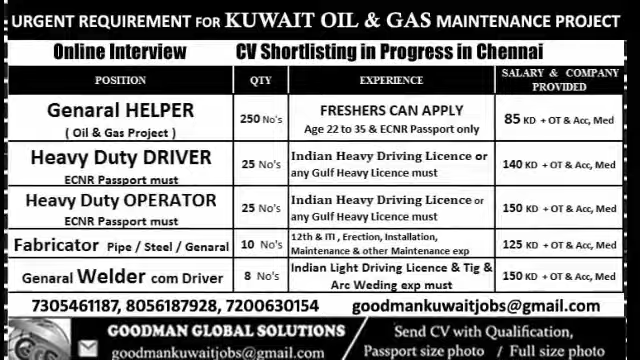 URGENT REQUIREMENT FOR KUWAIT OIL & GAS MAINTENANCE PROJECT
Online Interview CV Shortlisting in Progress in Chennai
POSITION QTY EXPERIENCE SALARY & COMPANY PROVIDED
Genaral HELPER
( Oil & Gas Project )
250 No's
FRESHERS CAN APPLY
Age 22 to 35 & ECNR Passport only
85 KD + OT & Acc, Med
Heavy Duty DRIVER
ECNR Passport must
25 No's
Indian Heavy Driving Licence or
any Gulf Heavy Licence must
140 KD + OT & Acc, Med
Heavy Duty OPERATOR
ECNR Passport must
25 No's
Indian Heavy Driving Licence or
any Gulf Heavy Licence must
150 KD + OT & Acc, Med
Fabricator Pipe / Steel / Genaral
10 No's
12th & ITI , Erection, Installation,
Maintenance & other Maintenance exp
125 KD + OT & Acc, Med
Genaral Welder com Driver
8 No's
Indian Light Driving Licence & Tig &
Arc Weding exp must
150 KD + OT & Acc, Med
7305461187, 8056187928, 7200630154 goodmankuwaitjobs@gmail.com
GOODMAN GLOBAL SOLUTIONS
goodmankuwaitjobs@gmail.com
Send CV with Qualification,
Passport size photo / Full size photo